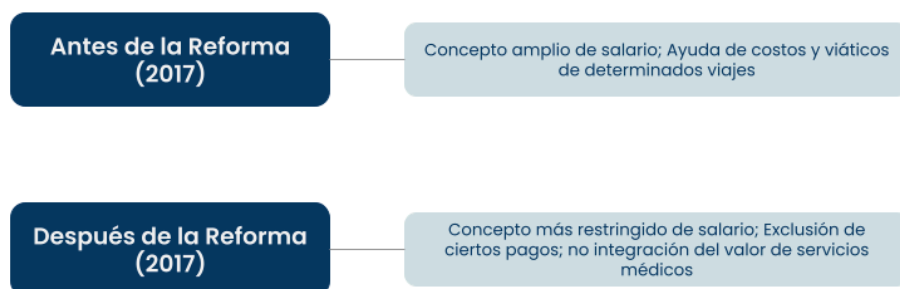 Antes de la Reforma
(2017)
Concepto amplio de salario; Ayuda de costos y viáticos
de determinados viajes
Después de la Reforma
(2017)
Concepto más restringido de salario; Exclusión de
ciertos pagos; no integración del valor de servicios
médicos